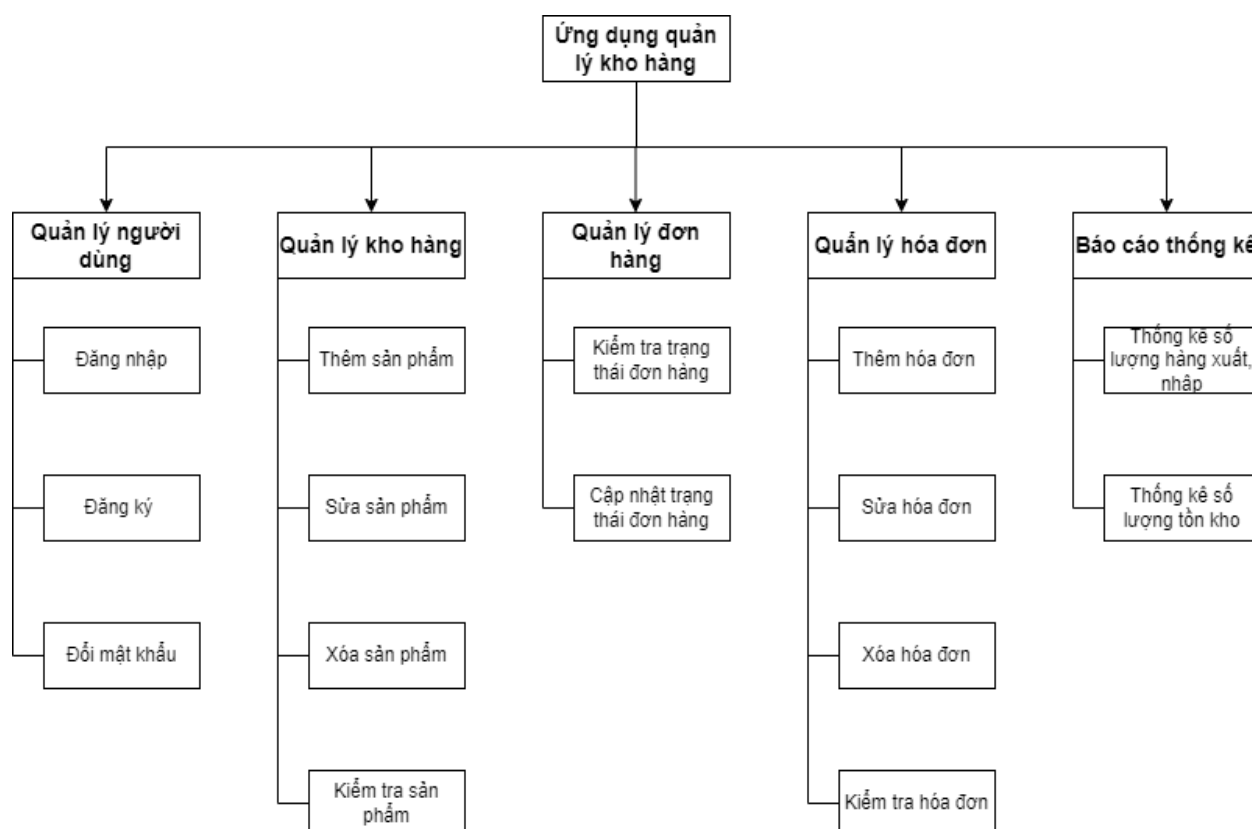 Ứng dụng quản
lý kho hàng
Quản lý người
dùng
Đăng nhập
Đăng ký
Đổi mật khẩu
Quản lý kho hàng
Thêm sản phẩm
Sửa sản phẩm
Xóa sản phẩm
Kiểm tra sản
phẩm
Quản lý đơn
hàng
Kiểm tra trạng
thái đơn hàng
Cập nhật trạng
thái đơn hàng
Quẩn lý hóa đơn
Thêm hóa đơn
Sửa hóa đơn
Xóa hóa đơn
Kiểm tra hóa đơn
Báo cáo thống kê
Thống kê số
lượng hàng xuất,
nhập
Thống kê số
lượng tồn kho